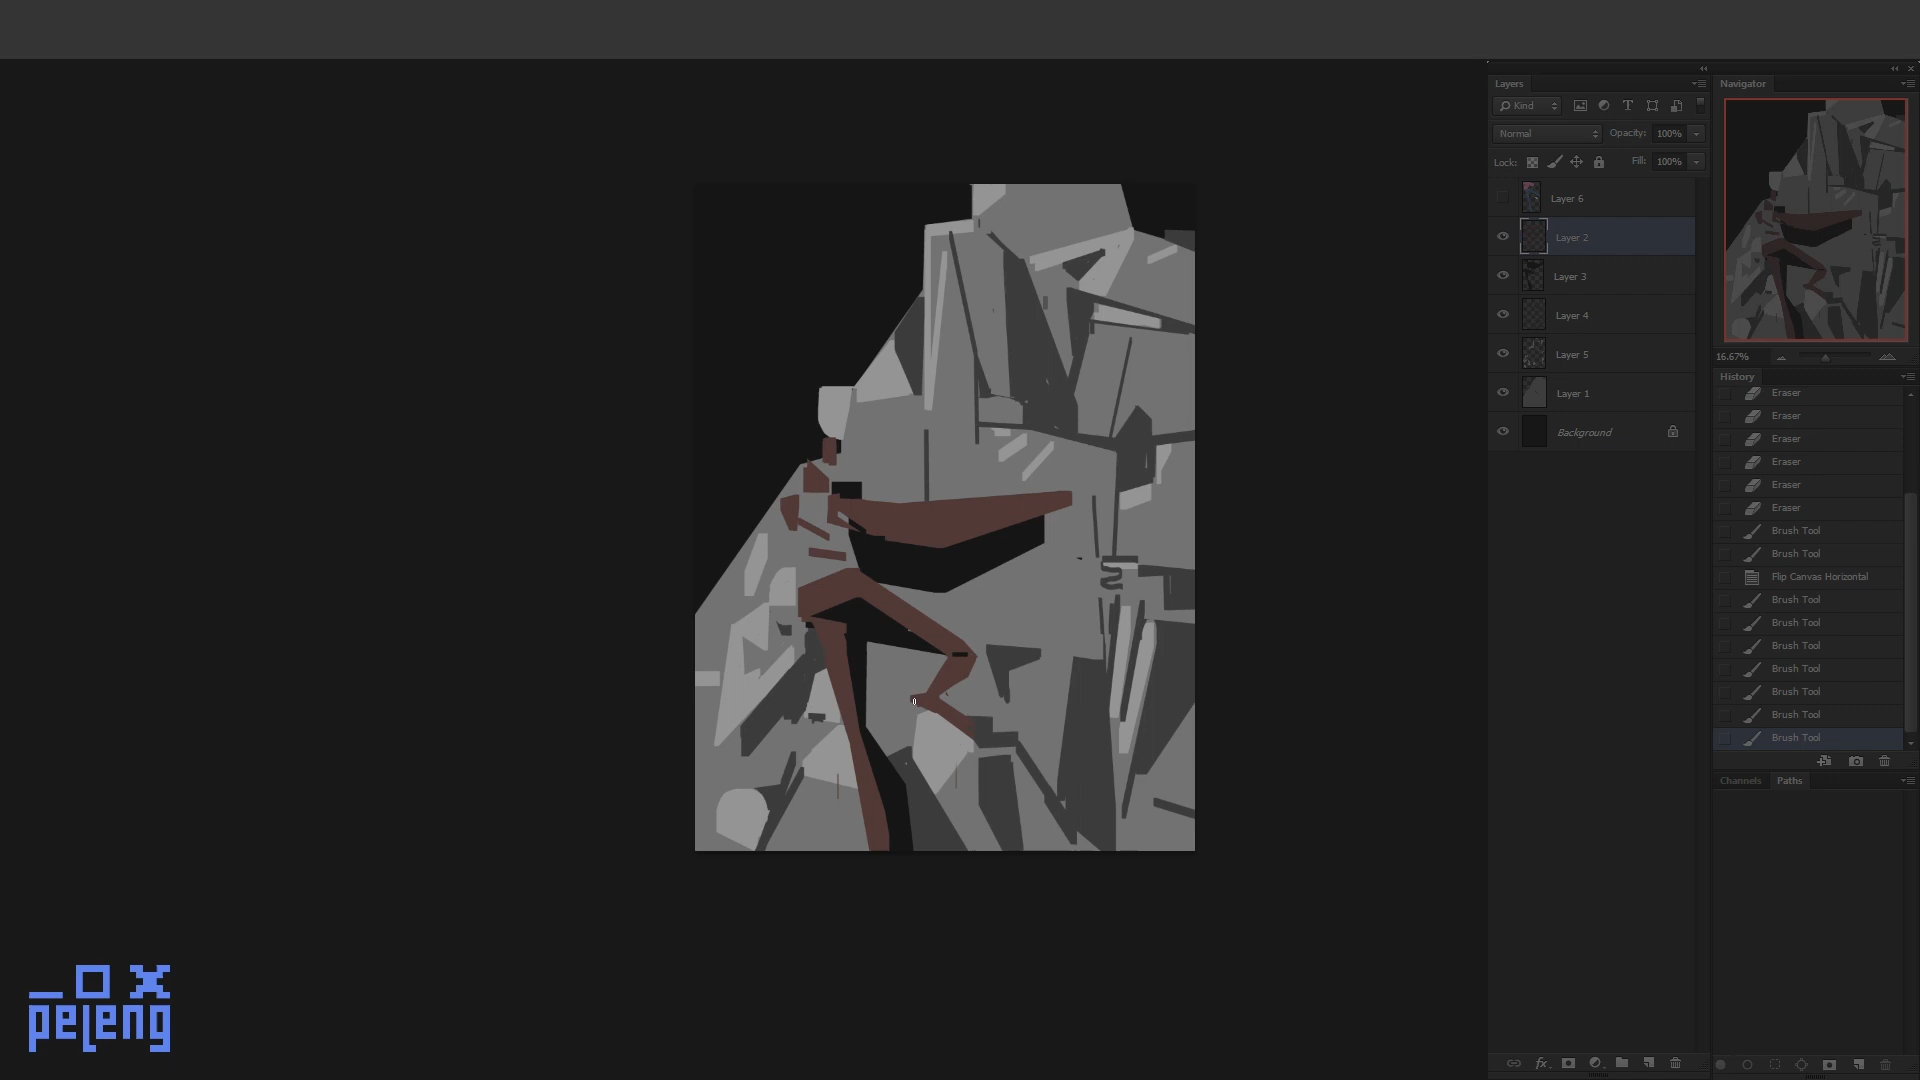 Layers
Kind
Normal
Opacity: 100%
Lock:
Fill: 100%
Layer 6
Layer 2
Layer 3
Layer 4
Layer 5
Layer 1
Background
fx
Navigator
16.67%
History
Eraser
Eraser
Eraser
Eraser
Eraser
Eraser
Brush Tool
Brush Tool
Flip Canvas Horizontal
Brush Tool
Brush Tool
Brush Tool
Brush Tool
Brush Tool
Brush Tool
Brush Tool
Channels Paths
peleng